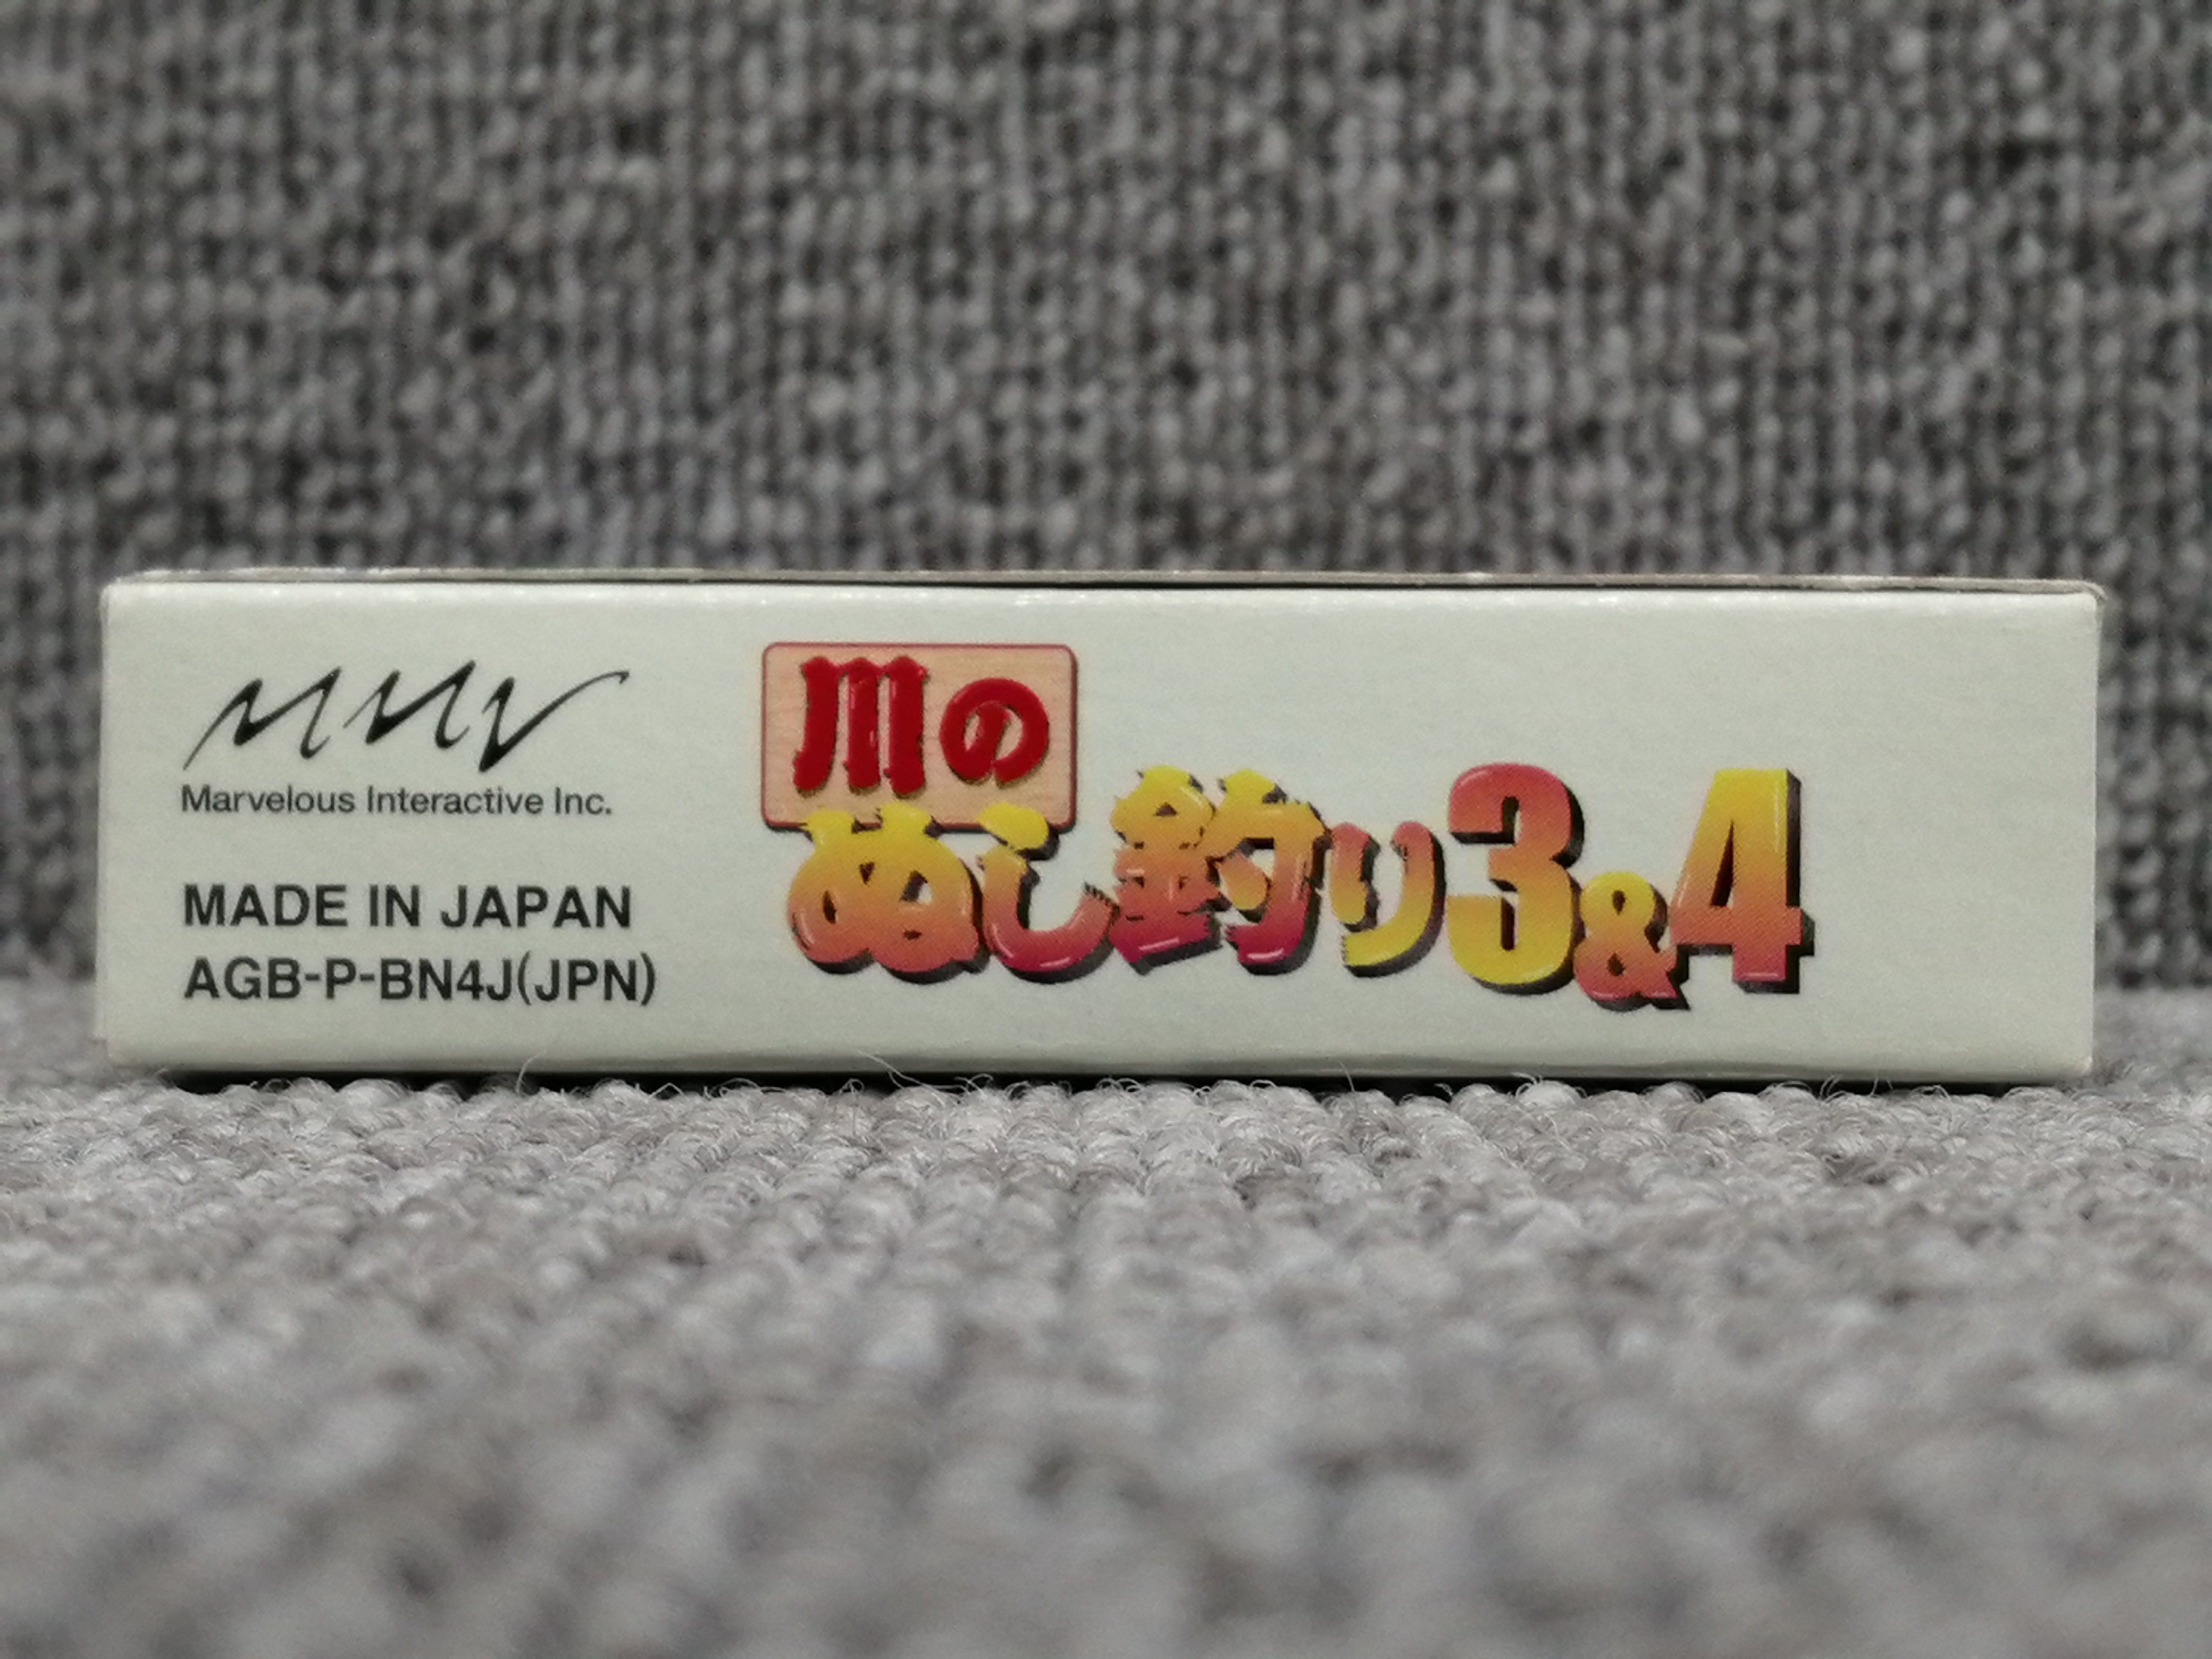 MMV
Marvelous Interactive Inc.
MADE IN JAPAN
AGB-P-BN4J(JPN)
川の
ぬし釣り3&4